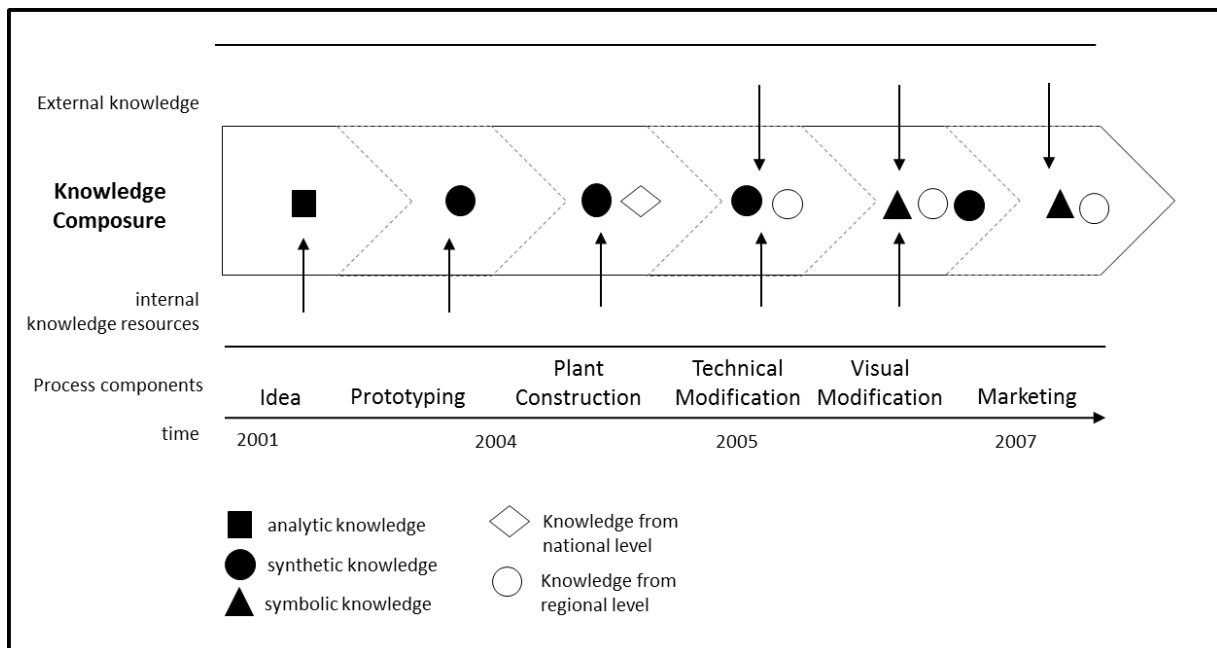 External knowledge
Knowledge
Composure
internal
knowledge resources
Process components
Idea
Prototyping
Plant
Construction
Technical
Modification
Visual
Modification
Marketing
time
2001
2004
2005
2007
analytic knowledge
synthetic knowledge
symbolic knowledge
Knowledge from
national level
Knowledge from
regional level